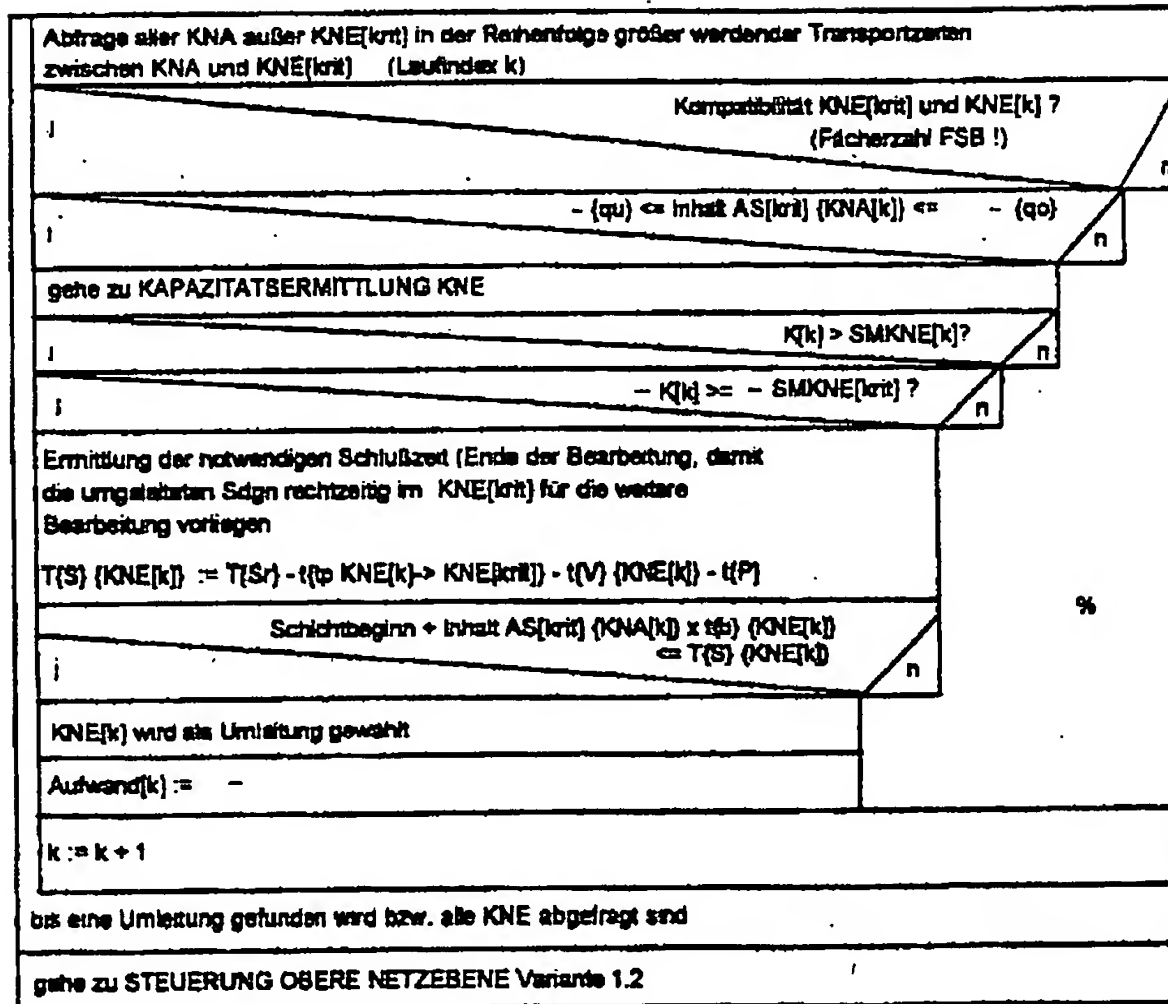 Abfrage aller KNA außer KNE[krit] in der Reihenfolge größer werdender Transportzeiten
zwischen KNA und KNE[krit] (Laufindex k)
Kompatibilität KNE[krit] und KNE[k] ?
(Fächerzahl FSB !)
j
n
– {qu} <= Inhalt AS[krit] {KNA[k]} <= – {qo}
j
n
gehe zu KAPAZITATSERMITTLUNG KNE
K[k] > SMKNE[k]?
j
n
– K[k] >= – SMKNE[krit] ?
j
n
Ermittlung der notwendigen Schlußzeit (Ende der Bearbeitung, damit
die umgeleiteten Sdgn rechtzeitig im KNE[krit] für die weitere
Bearbeitung vorliegen
T{S} {KNE[k]} := T{Sr} - t{tp KNE[k]-> KNE[krit]} - t{V} {KNE[k]} - t{P}
%
Schichtbeginn + Inhalt AS[krit] {KNA[k]} x t{b} {KNE[k]}
<= T{S} {KNE[k]}
j
n
KNE[k] wird als Umleitung gewählt
Aufwand[k] := –
k := k + 1
bis eine Umleitung gefunden wird bzw. alle KNE abgefragt sind
gehe zu STEUERUNG OBERE NETZEBENE Variante 1.2